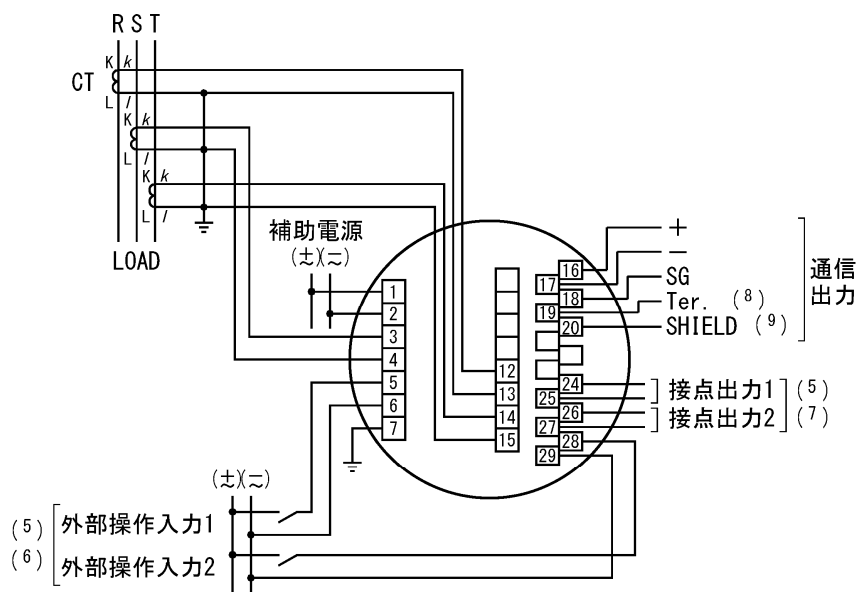 R S T
CT
K k
L l
K k
L l
K k
L l
LOAD
補助電源
(±)(≂)
1
2
3
4
5
6
7
12
13
14
15
16
17
18
19
20
24
25
26
27
28
29
+
−
SG
Ter. (8)
SHIELD (9)
通信
出力
接点出力1 (5)
接点出力2 (7)
(±)(≂)
(5) 外部操作入力1
(6) 外部操作入力2